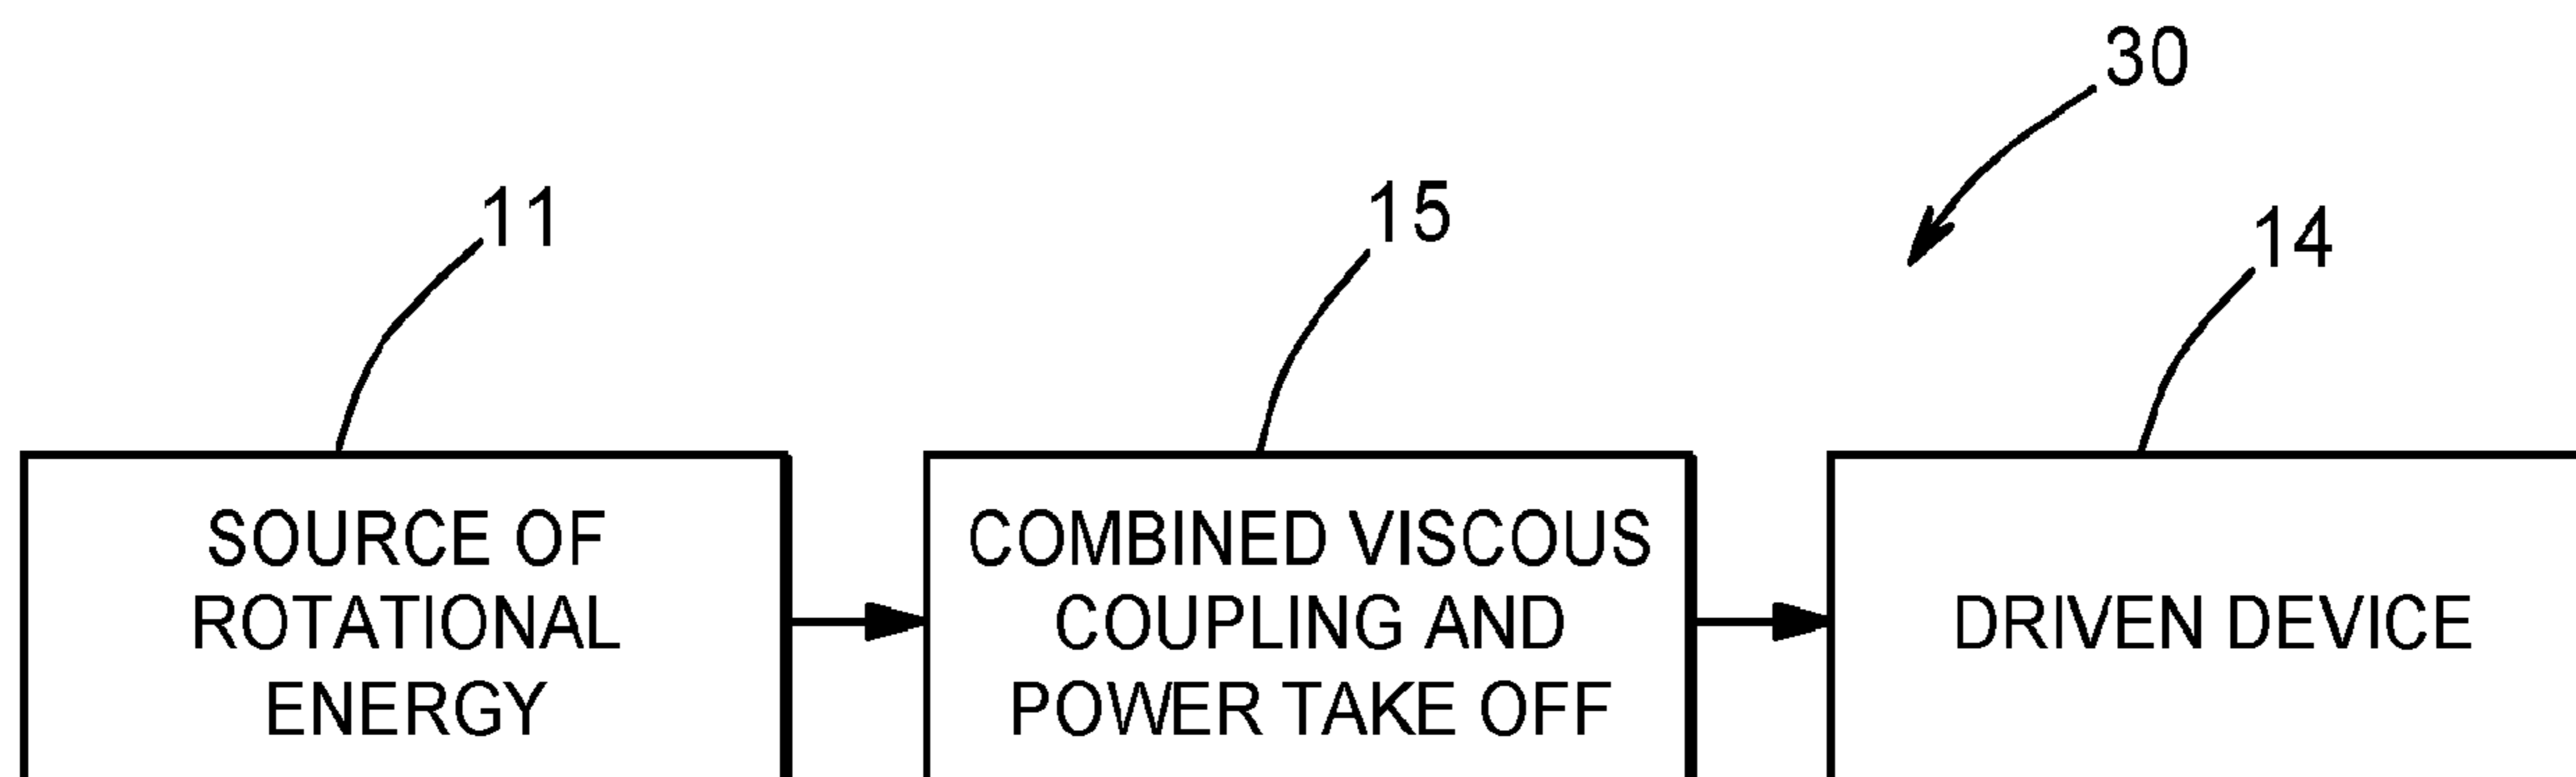 30
11
15
14
SOURCE OF
ROTATIONAL
ENERGY
COMBINED VISCOUS
COUPLING AND
POWER TAKE OFF
DRIVEN DEVICE